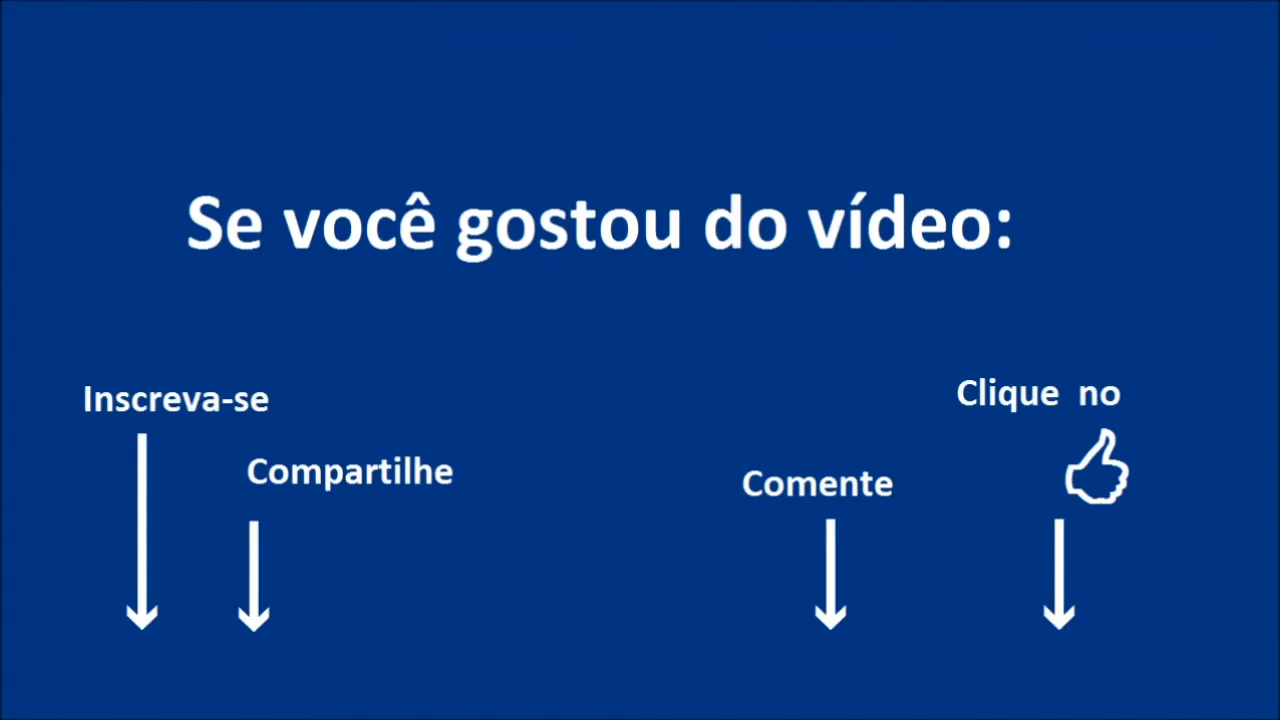 Se você gostou do vídeo:
Inscreva-se
Compartilhe
Comente
Clique no